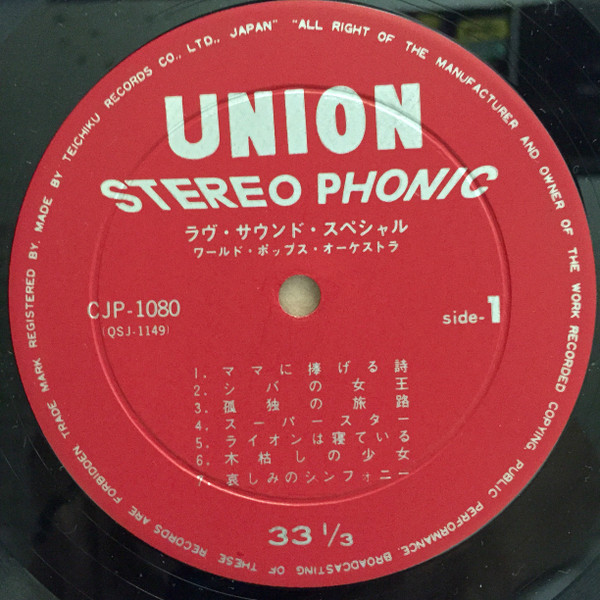 TRADE MARK REGISTERED BY. MADE BY TEICHIKU RECORDS CO., LTD., JAPAN" "ALL RIGHT OF THE MANUFACTURER AND OWNER OF THE WORK RECORDED COPYING. PUBLIC PERFORMANCE, BROADCASTING OF THESE RECORDS ARE FORBIDDEN
UNION
STEREO PHONIC
ラヴ・サウンド・スペシャル
ワールド・ポップス・オーケストラ
CJP-1080
(QSJ-1149)
side-1
1. ママに捧げる詩
2. シバの女王
3. 孤独の旅路
4. スーパースター
5. ライオンは寝ている
6. 木枯しの少女
7. 哀しみのシンフォニー
33 1/3